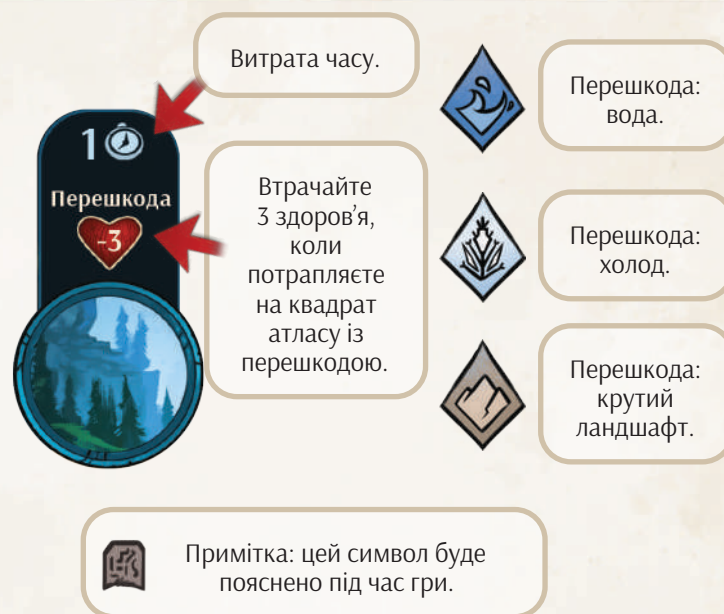 Витрата часу.
1
Перешкода
-3
Втрачайте
3 здоров’я,
коли
потрапляєте
на квадрат
атласу із
перешкодою.
Перешкода:
вода.
Перешкода:
холод.
Перешкода:
крутий
ландшафт.
Примітка: цей символ буде
пояснено під час гри.